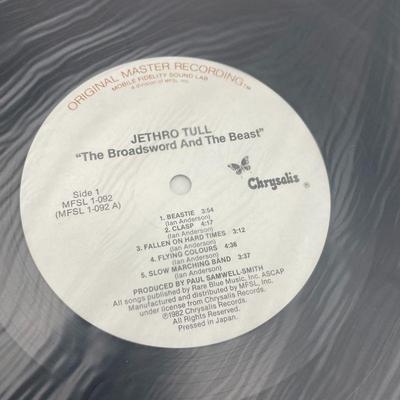 ORIGINAL MASTER RECORDING™
MOBILE FIDELITY SOUND LAB
A division of MFSL, Inc.
JETHRO TULL
"The Broadsword And The Beast"
Side 1
MFSL 1-092
(MFSL 1-092 A)
Chrysalis ®
1. BEASTIE 3:54
(Ian Anderson)
2. CLASP 4:17
(Ian Anderson)
3. FALLEN ON HARD TIMES 3:12
(Ian Anderson)
4. FLYING COLOURS 4:38
(Ian Anderson)
5. SLOW MARCHING BAND 3:37
(Ian Anderson)
PRODUCED BY PAUL SAMWELL-SMITH
All songs published by Rare Blue Music, Inc. ASCAP
Manufactured and distributed by MFSL, Inc.,
under license from Chrysalis Records.
℗1982 Chrysalis Records.
All Rights Reserved.
Pressed in Japan.